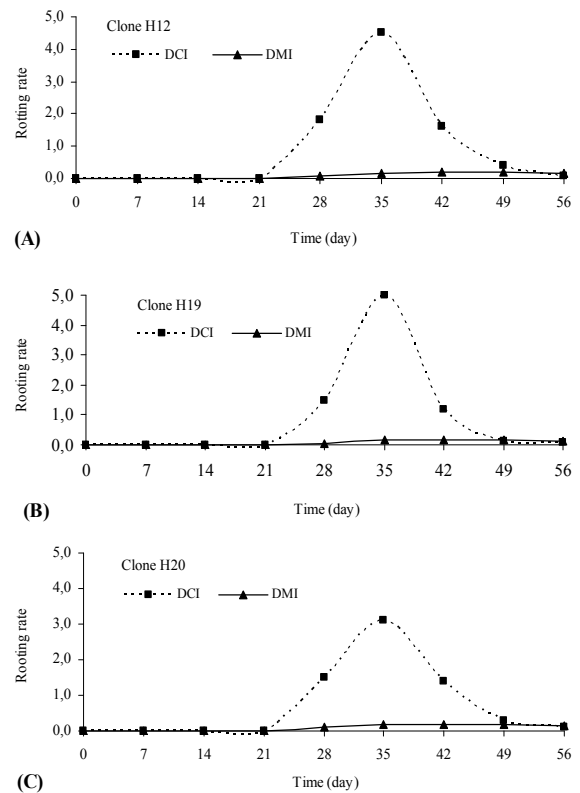 Clone H12
DCI DMI
5,0
4,0
3,0
2,0
1,0
0,0
Rotting rate
0 7 14 21 28 35 42 49 56
Time (day)
(A)
Clone H19
DCI DMI
5,0
4,0
3,0
2,0
1,0
0,0
Rooting rate
0 7 14 21 28 35 42 49 56
Time (day)
(B)
Clone H20
DCI DMI
5,0
4,0
3,0
2,0
1,0
0,0
Rooting rate
0 7 14 21 28 35 42 49 56
Time (day)
(C)